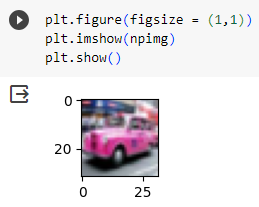 plt.figure(figsize = (1,1))
plt.imshow(npimg)
plt.show()
0
20
0
25